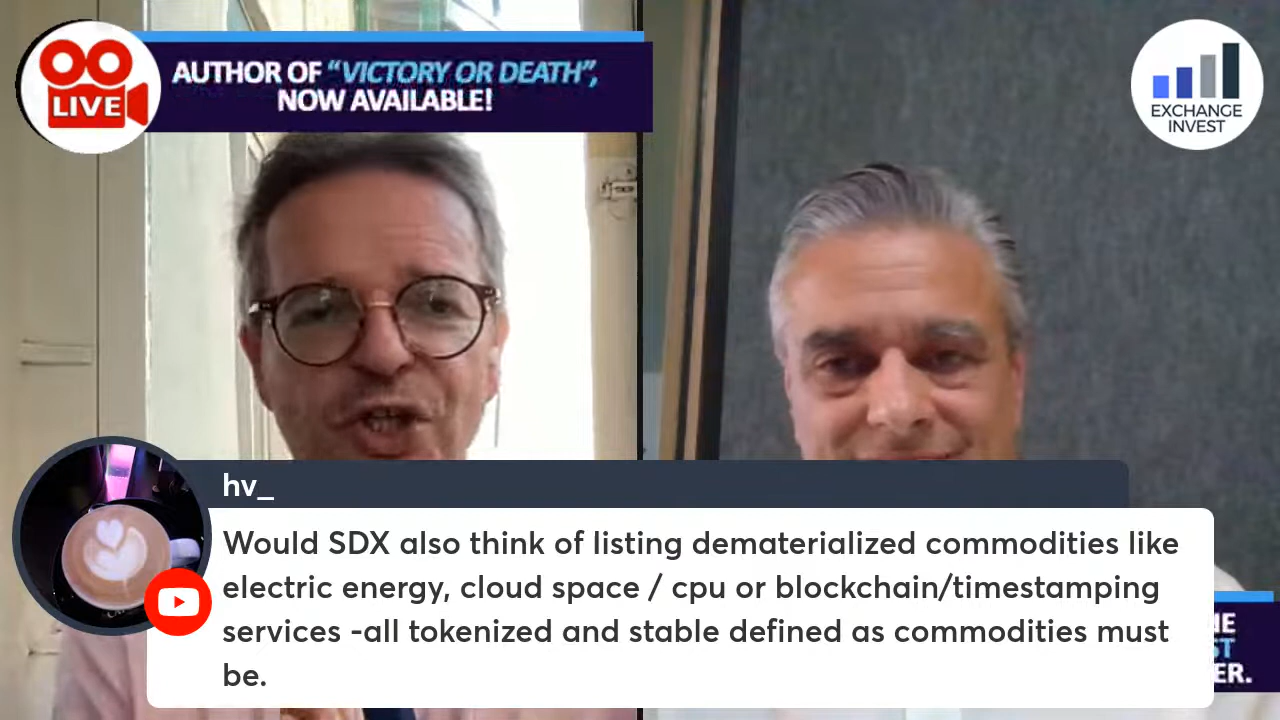 AUTHOR OF “VICTORY OR DEATH”,
NOW AVAILABLE!
LIVE
EXCHANGE
INVEST
hv_
Would SDX also think of listing dematerialized commodities like
electric energy, cloud space / cpu or blockchain/timestamping
services -all tokenized and stable defined as commodities must
be.